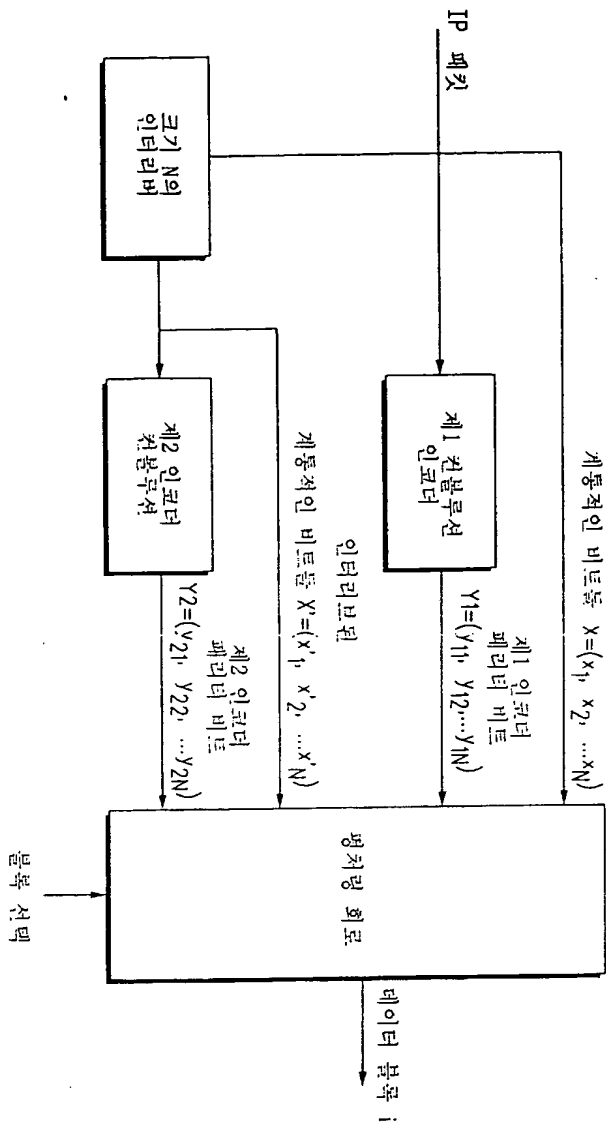 IP 패킷
크기 N의
인터리버
계통적인 비트들 X=(x1, x2, ...xN)
제1 컨볼루션
인코더
제1 인코더
패리티 비트
Y1=(y11, y12,...y1N)
인터리브된
계통적인 비트들 X'=(x'1, x'2, ...x'N)
제2 인코더
컨볼루션
제2 인코더
패리티 비트
Y2=(y21, y22, ...y2N)
펑처링 회로
블록 선택
데이터 블록 i